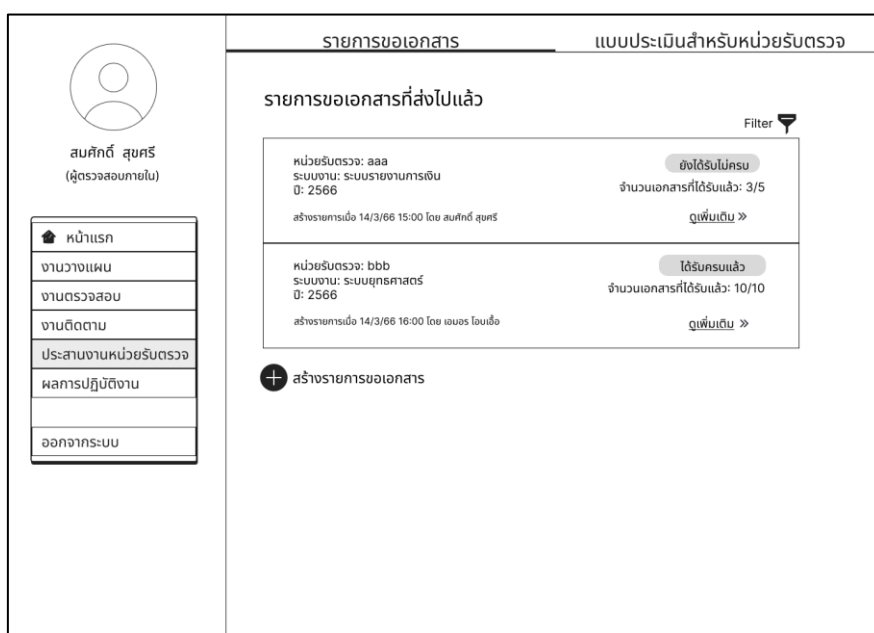 สมศักดิ์ สุขศรี
(ผู้ตรวจสอบภายใน)
หน้าแรก
งานวางแผน
งานตรวจสอบ
งานติดตาม
ประสานงานหน่วยรับตรวจ
ผลการปฏิบัติงาน
ออกจากระบบ
รายการขอเอกสาร
แบบประเมินสำหรับหน่วยรับตรวจ
รายการขอเอกสารที่ส่งไปแล้ว
Filter
หน่วยรับตรวจ: aaa
ระบบงาน: ระบบรายงานการเงิน
ปี: 2566
สร้างรายการเมื่อ 14/3/66 15:00 โดย สมศักดิ์ สุขศรี
ยังได้รับไม่ครบ
จำนวนเอกสารที่ได้รับแล้ว: 3/5
ดูเพิ่มเติม »
หน่วยรับตรวจ: bbb
ระบบงาน: ระบบยุทธศาสตร์
ปี: 2566
สร้างรายการเมื่อ 14/3/66 16:00 โดย เอมอร โอบเอื้อ
ได้รับครบแล้ว
จำนวนเอกสารที่ได้รับแล้ว: 10/10
ดูเพิ่มเติม »
สร้างรายการขอเอกสาร